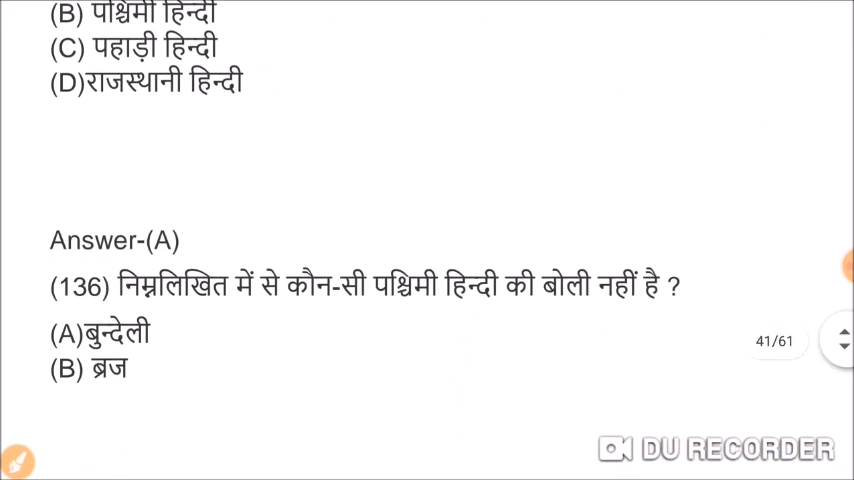 (B) पश्चिमी हिन्दी
(C) पहाड़ी हिन्दी
(D)राजस्थानी हिन्दी
Answer-(A)
(136) निम्नलिखित में से कौन-सी पश्चिमी हिन्दी की बोली नहीं है ?
(A)बुन्देली
(B) ब्रज
41/61
DU RECORDER